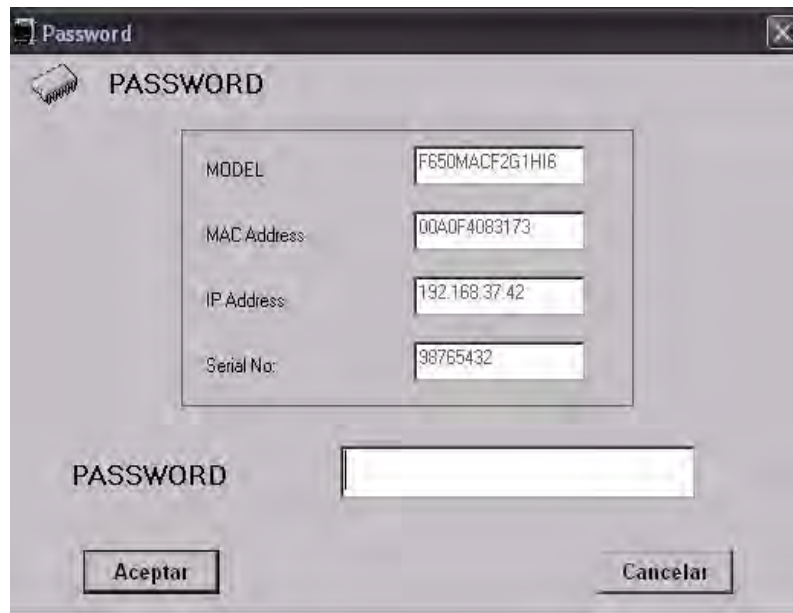 Password
PASSWORD
MODEL F650MACF2G1HI6
MAC Address 00A0F4083173
IP Address 192.168.37.42
Serial No: 98765432
PASSWORD
Aceptar Cancelar